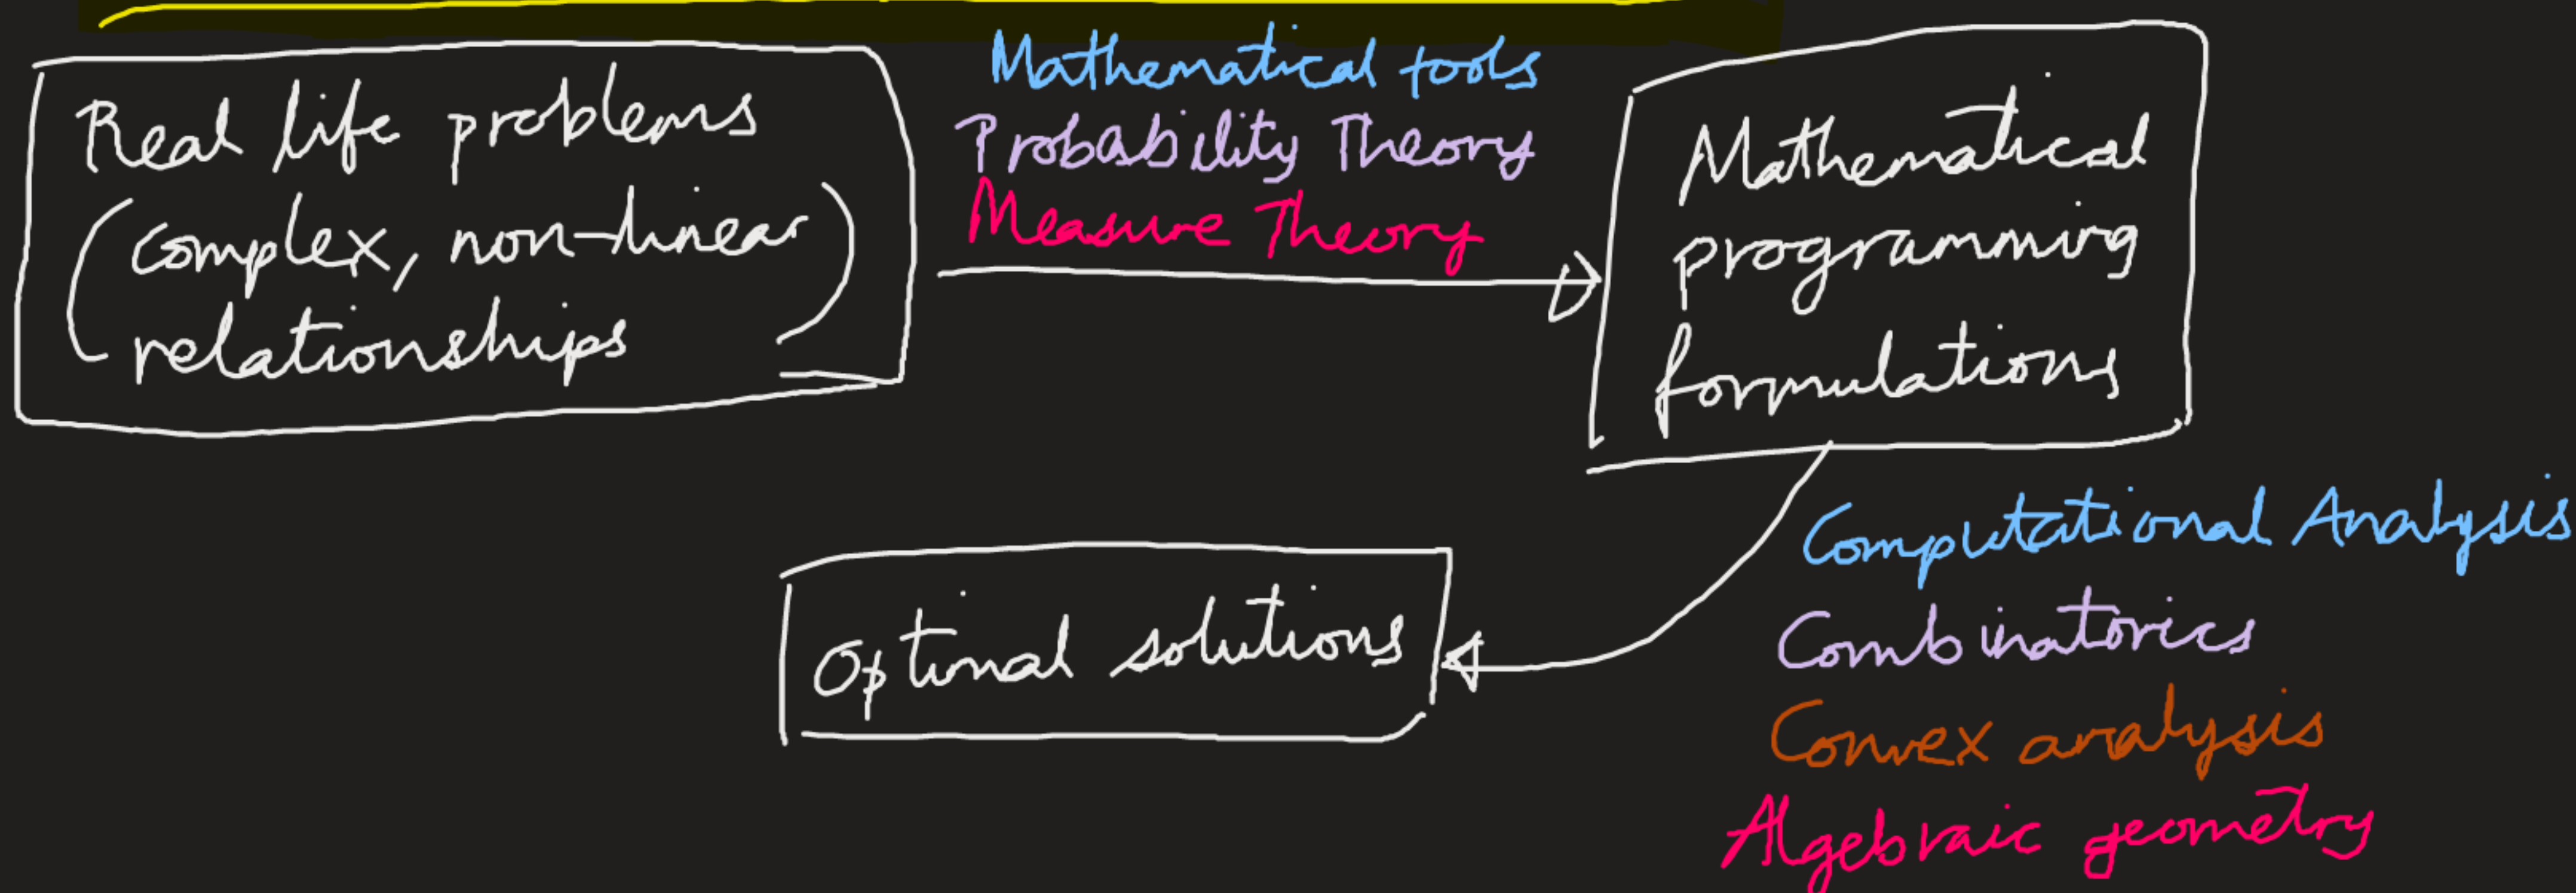 Real life problems
(complex, non-linear
relationships)
Mathematical tools
Probability Theory
Measure Theory
Mathematical
programming
formulations
Computational Analysis
Combinatorics
Convex analysis
Algebraic geometry
Optimal solutions